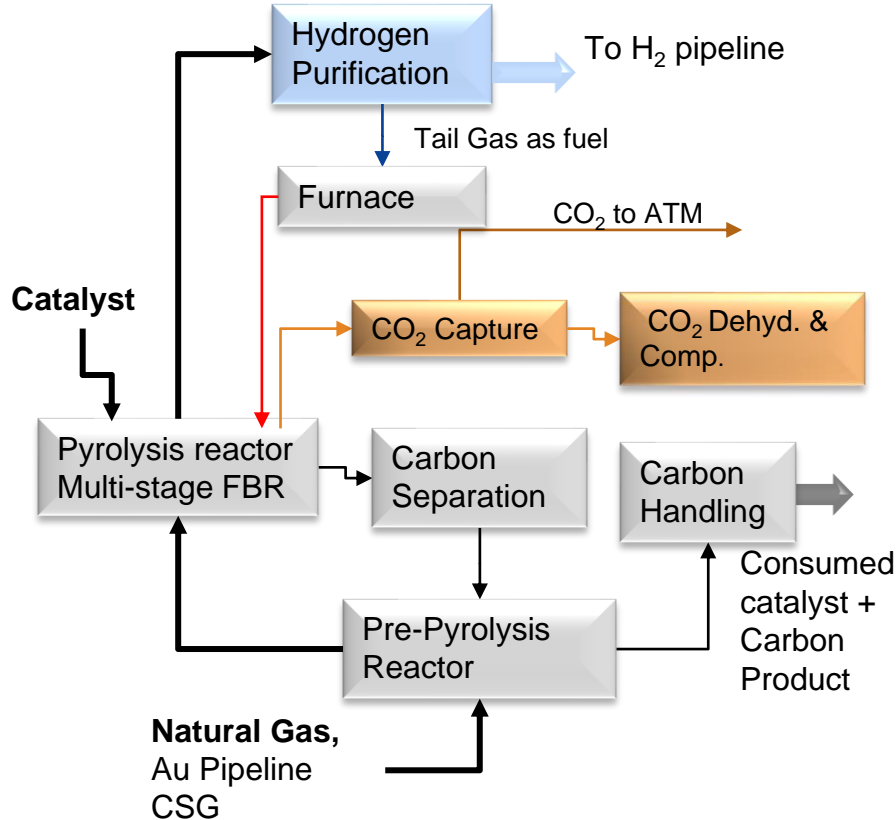 Hydrogen
Purification
To H₂ pipeline
Tail Gas as fuel
Furnace
CO₂ to ATM
Catalyst
CO₂ Capture
CO₂ Dehyd. &
Comp.
Pyrolysis reactor
Multi-stage FBR
Carbon
Separation
Carbon
Handling
Consumed
catalyst +
Carbon
Product
Pre-Pyrolysis
Reactor
Natural Gas,
Au Pipeline
CSG